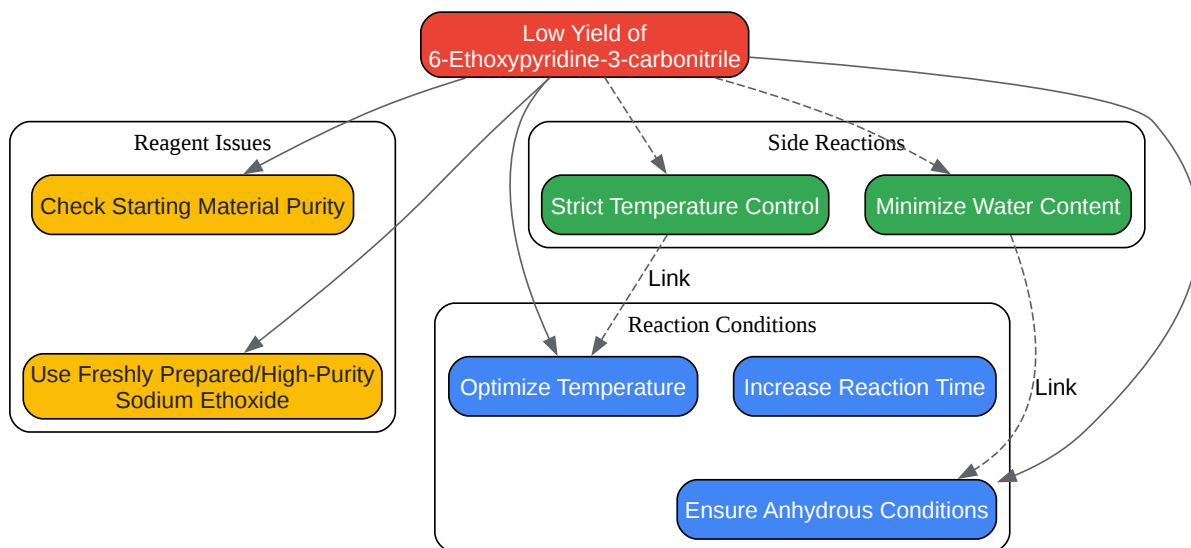 Low Yield of
6-Ethoxypyridine-3-carbonitrile
Reagent Issues
Side Reactions
Check Starting Material Purity
Strict Temperature Control
Minimize Water Content
Link
Reaction Conditions
Use Freshly Prepared/High-Purity
Sodium Ethoxide
Optimize Temperature
Increase Reaction Time
Link
Ensure Anhydrous Conditions